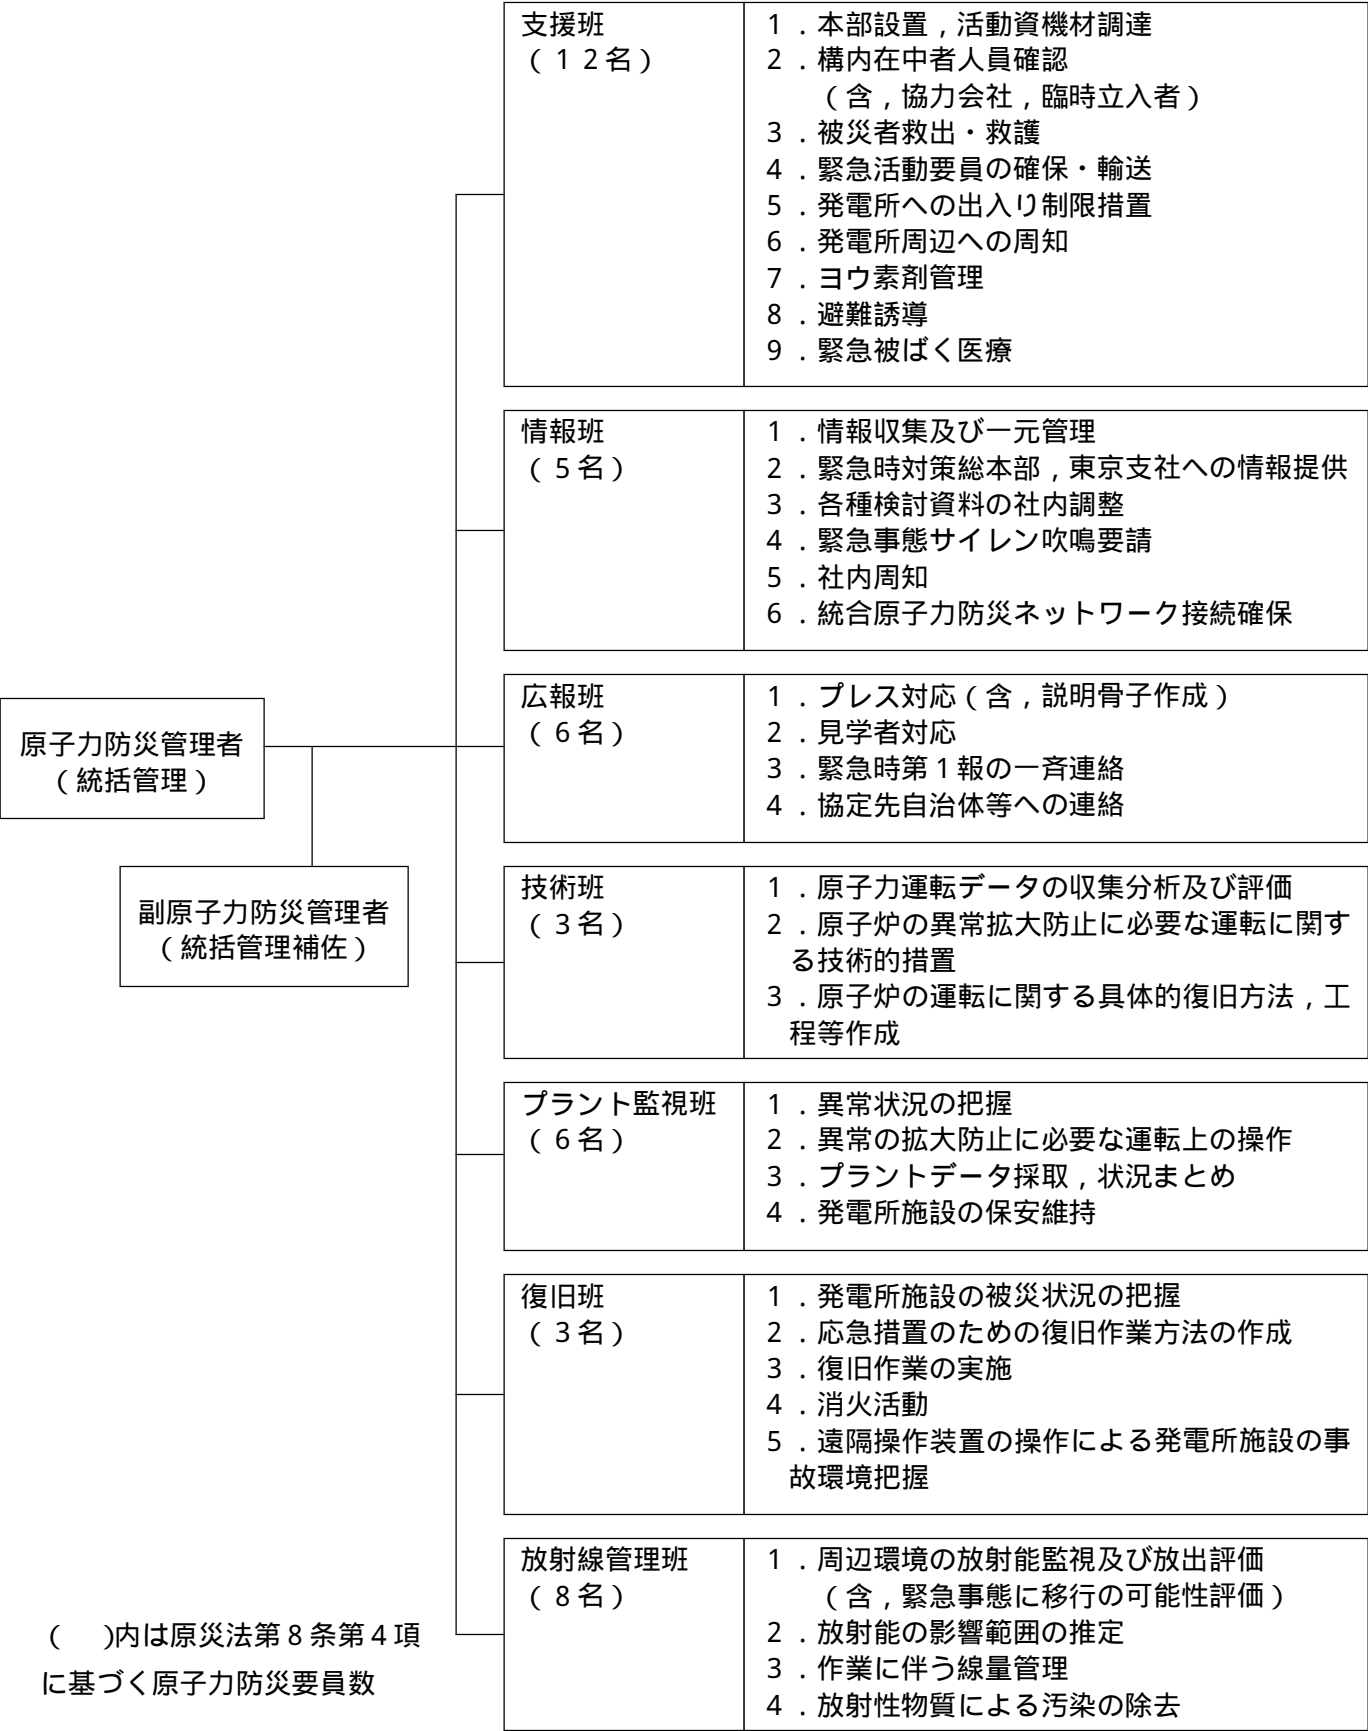 支援班
（１２名）
１．本部設置，活動資機材調達
２．構内在中者人員確認
（含，協力会社，臨時立入者）
３．被災者救出・救護
４．緊急活動要員の確保・輸送
５．発電所への出入り制限措置
６．発電所周辺への周知
７．ヨウ素剤管理
８．避難誘導
９．緊急被ばく医療
情報班
（５名）
１．情報収集及び一元管理
２．緊急時対策総本部，東京支社への情報提供
３．各種検討資料の社内調整
４．緊急事態サイレン吹鳴要請
５．社内周知
６．統合原子力防災ネットワーク接続確保
原子力防災管理者
（統括管理）
副原子力防災管理者
（統括管理補佐）
広報班
（６名）
１．プレス対応（含，説明骨子作成）
２．見学者対応
３．緊急時第１報の一斉連絡
４．協定先自治体等への連絡
技術班
（３名）
１．原子力運転データの収集分析及び評価
２．原子炉の異常拡大防止に必要な運転に関す
る技術的措置
３．原子炉の運転に関する具体的復旧方法，工
程等作成
プラント監視班
（６名）
１．異常状況の把握
２．異常の拡大防止に必要な運転上の操作
３．プラントデータ採取，状況まとめ
４．発電所施設の保安維持
復旧班
（３名）
１．発電所施設の被災状況の把握
２．応急措置のための復旧作業方法の作成
３．復旧作業の実施
４．消火活動
５．遠隔操作装置の操作による発電所施設の事
故環境把握
放射線管理班
（８名）
１．周辺環境の放射能監視及び放出評価
（含，緊急事態に移行の可能性評価）
２．放射能の影響範囲の推定
３．作業に伴う線量管理
４．放射性物質による汚染の除去
（　）内は原災法第８条第４項
に基づく原子力防災要員数